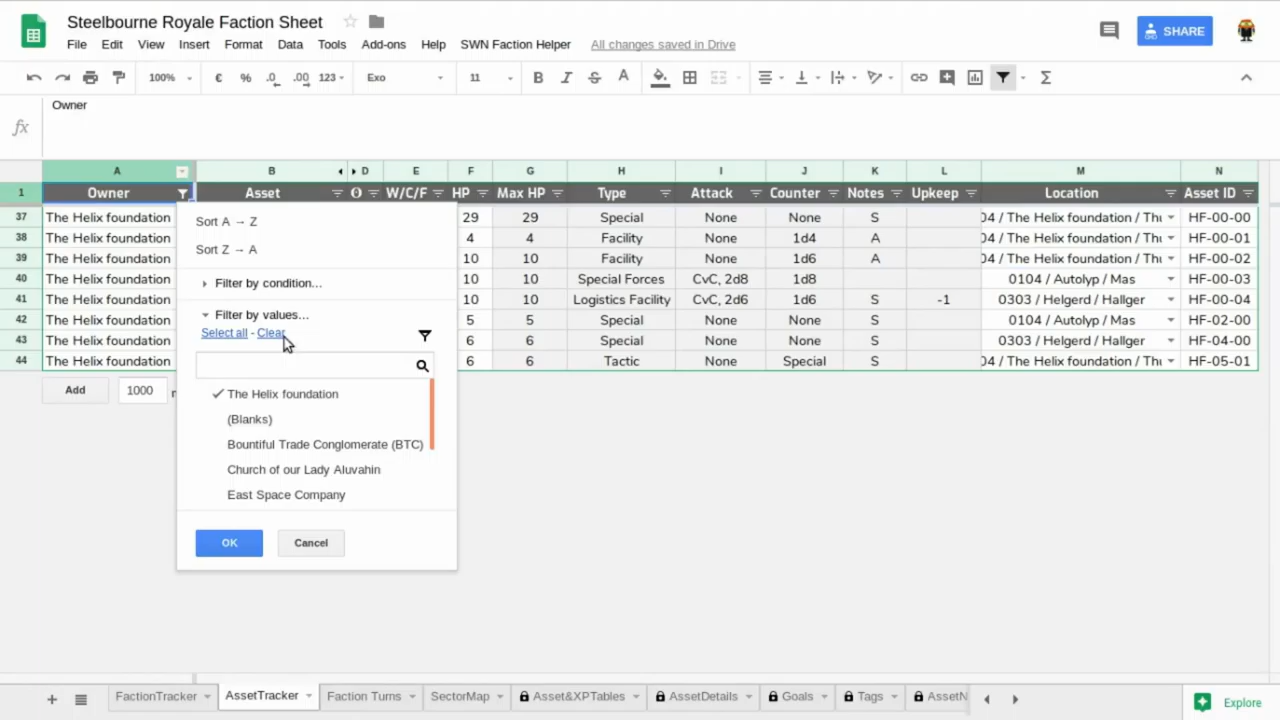 Steelbourne Royale Faction Sheet
File Edit View Insert Format Data Tools Add-ons Help SWN Faction Helper All changes saved in Drive
SHARE
100% € % .0 .00 123 Exo 11 B I S A Σ
fx Owner
A B D E F G H I J K L M N
1 Owner Asset W/C/F HP Max HP Type Attack Counter Notes Upkeep Location Asset ID
37 The Helix foundation 29 29 Special None None S 04 / The Helix foundation / Thu HF-00-00
38 The Helix foundation 4 4 Facility None 1d4 A 04 / The Helix foundation / Thu HF-00-01
39 The Helix foundation 10 10 Facility None 1d6 A 04 / The Helix foundation / Thu HF-00-02
40 The Helix foundation 10 10 Special Forces CvC, 2d8 1d8 0104 / Autolyp / Mas HF-00-03
41 The Helix foundation 10 10 Logistics Facility CvC, 2d6 1d6 S -1 0303 / Helgerd / Hallger HF-00-04
42 The Helix foundation 5 5 Special None None S 0104 / Autolyp / Mas HF-02-00
43 The Helix foundation 6 6 Special None None S 0303 / Helgerd / Hallger HF-04-00
44 The Helix foundation 6 6 Tactic None Special S 04 / The Helix foundation / Thu HF-05-01
Add 1000
Sort A → Z
Sort Z → A
Filter by condition...
Filter by values...
Select all - Clear
The Helix foundation
(Blanks)
Bountiful Trade Conglomerate (BTC)
Church of our Lady Aluvahin
East Space Company
OK Cancel
FactionTracker AssetTracker Faction Turns SectorMap Asset&XPTables AssetDetails Goals Tags AssetN
Explore